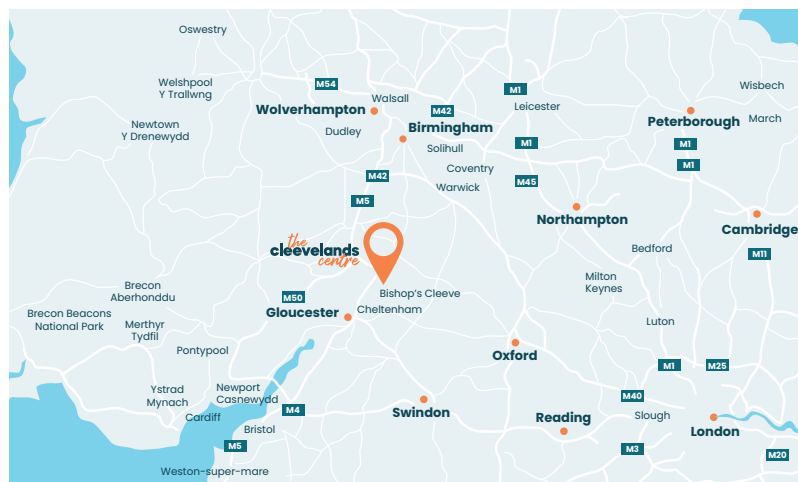 Oswestry
M54
Welshpool
Y Trallwng
M1
Wisbech
Walsall
Wolverhampton
M42
Leicester
Peterborough
March
Newtown
Y Drenewydd
Dudley
Birmingham
Solihull
M1
M1
M1
Coventry
M42
Warwick
M45
M5
Northampton
Cambridge
the
cleevelands
centre
Bedford
M11
Brecon
Aberhonddu
Milton
Keynes
Bishop's Cleeve
M50
Cheltenham
Gloucester
Brecon Beacons
National Park
Merthyr
Tydfil
Luton
Pontypool
Oxford
M1
M25
Ystrad
Mynach
Newport
Casnewydd
M40
M4
Swindon
Cardiff
Reading
Slough
London
Bristol
M5
M3
M20
Weston-super-mare